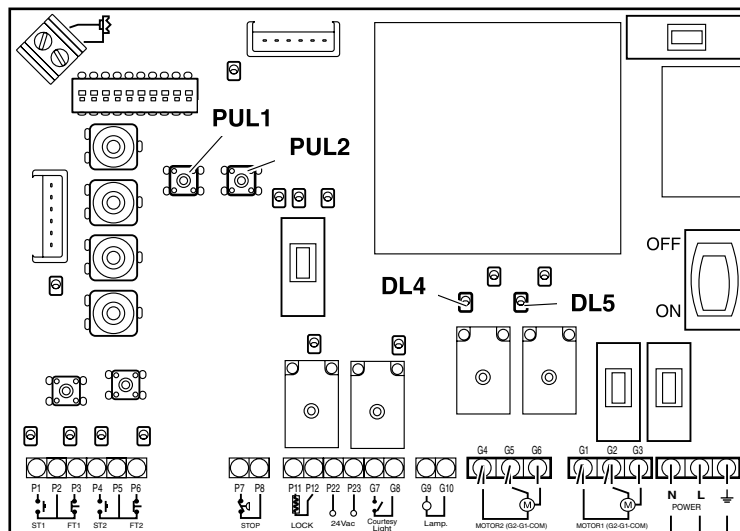 PUL1
PUL2
OFF
DL4
DL5
ON
G4 G5 G6 G1 G2 G3
P1 P2 P3 P4 P5 P6 P7 P8 P11 P12 P22 P23 G7 G8 G9 G10
N L
POWER
ST1 FT1 ST2 FT2 STOP LOCK 24Vac Courtesy Light Lamp. MOTOR2 (G2-G1-COM) MOTOR1 (G2-G1-COM)
M M